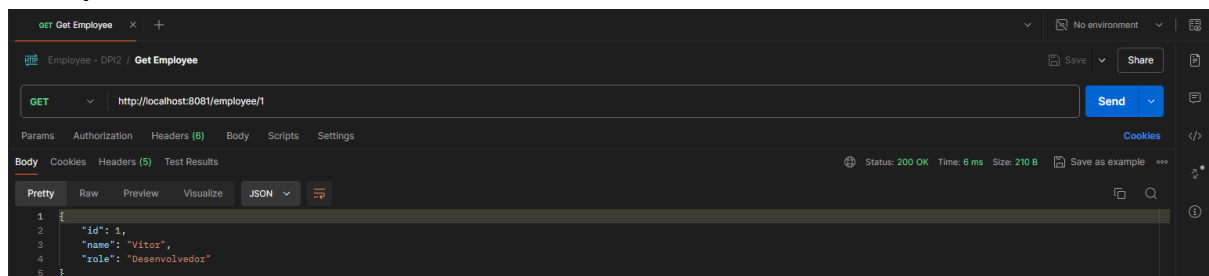 GET Get Employee × +
No environment
HTTP Employee - DPI2 / Get Employee
Save Share
GET http://localhost:8081/employee/1 Send
Params Authorization Headers (6) Body Scripts Settings Cookies
Body Cookies Headers (5) Test Results Status: 200 OK Time: 6 ms Size: 210 B Save as example
Pretty Raw Preview Visualize JSON
1 {
2 "id": 1,
3 "name": "Vitor",
4 "role": "Desenvolvedor"
5 }